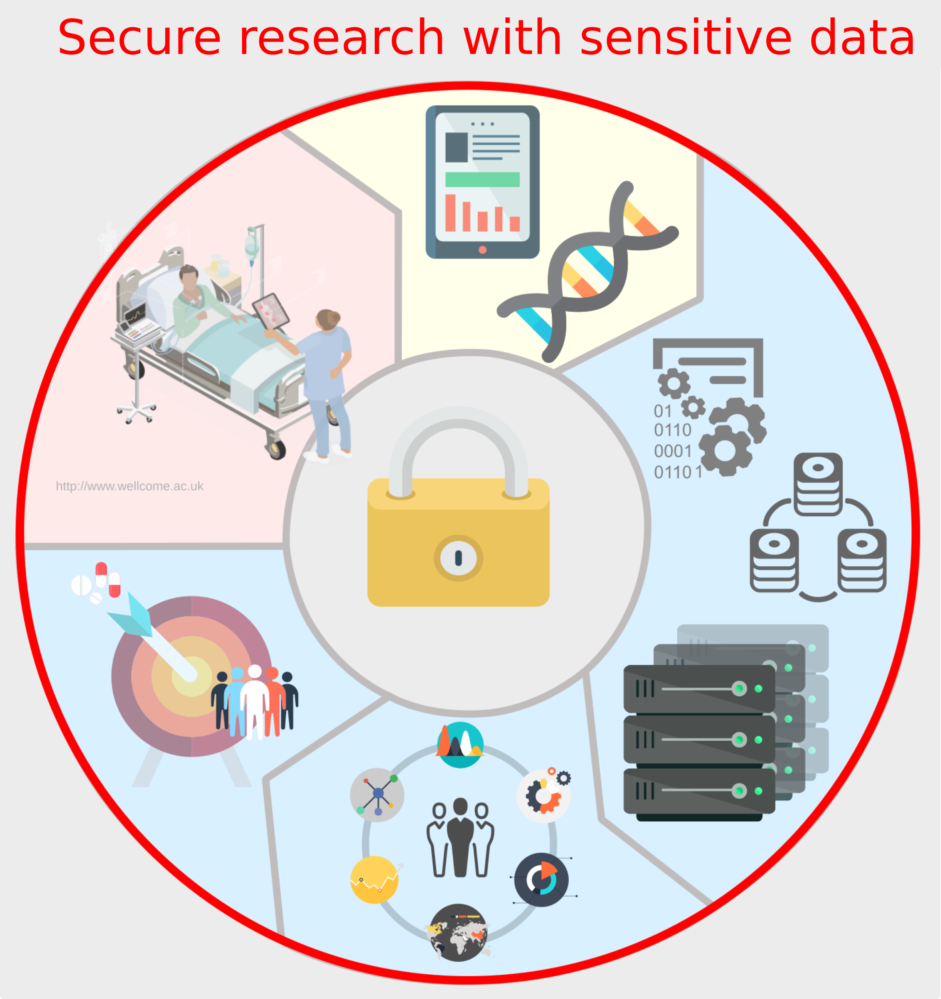 Secure research with sensitive data
01
0110
0001
01101
http://www.wellcome.ac.uk